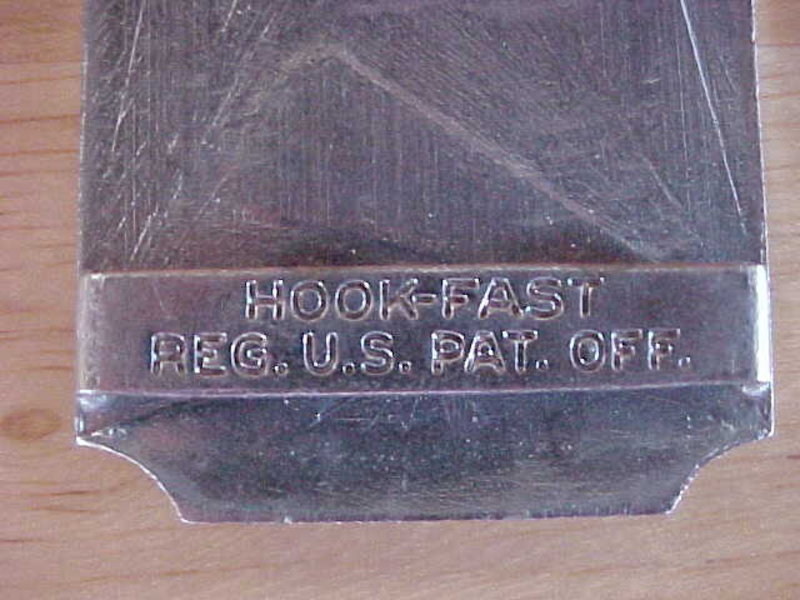 HOOK-FAST
REG. U.S. PAT. OFF.